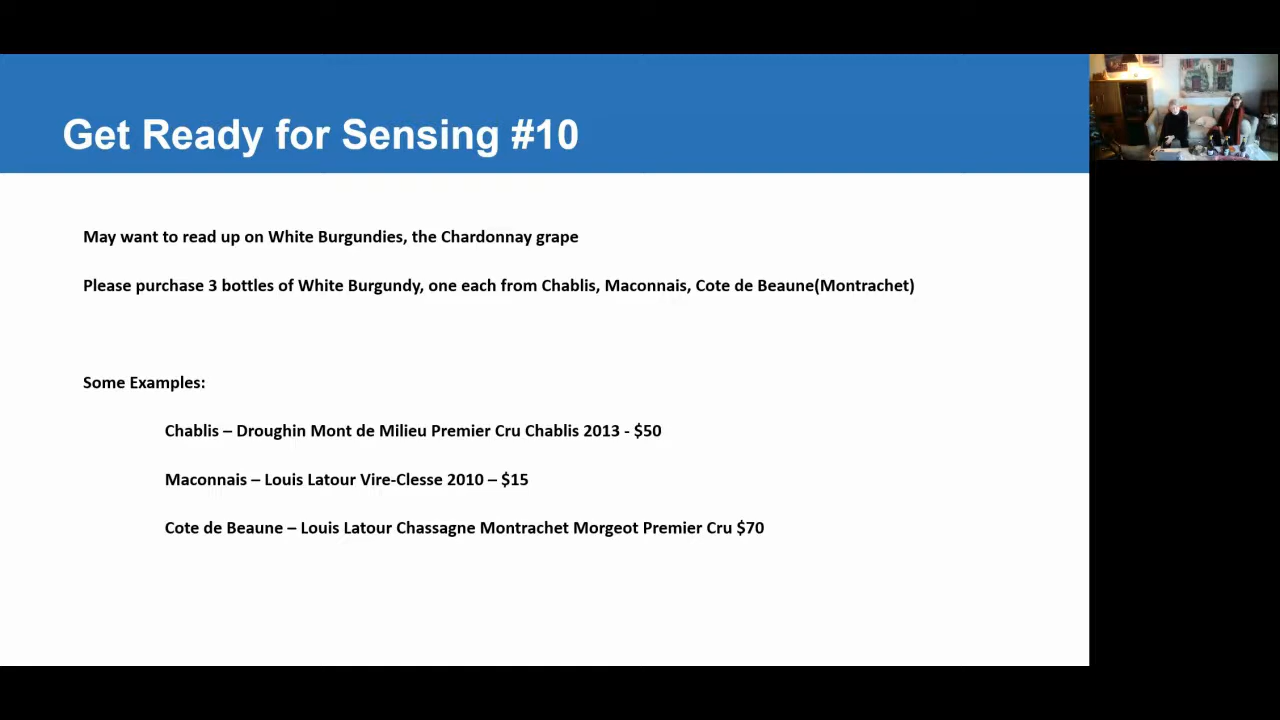 Get Ready for Sensing #10
May want to read up on White Burgundies, the Chardonnay grape
Please purchase 3 bottles of White Burgundy, one each from Chablis, Maconnais, Cote de Beaune(Montrachet)
Some Examples:
Chablis – Droughin Mont de Milieu Premier Cru Chablis 2013 - $50
Maconnais – Louis Latour Vire-Clesse 2010 – $15
Cote de Beaune – Louis Latour Chassagne Montrachet Morgeot Premier Cru $70